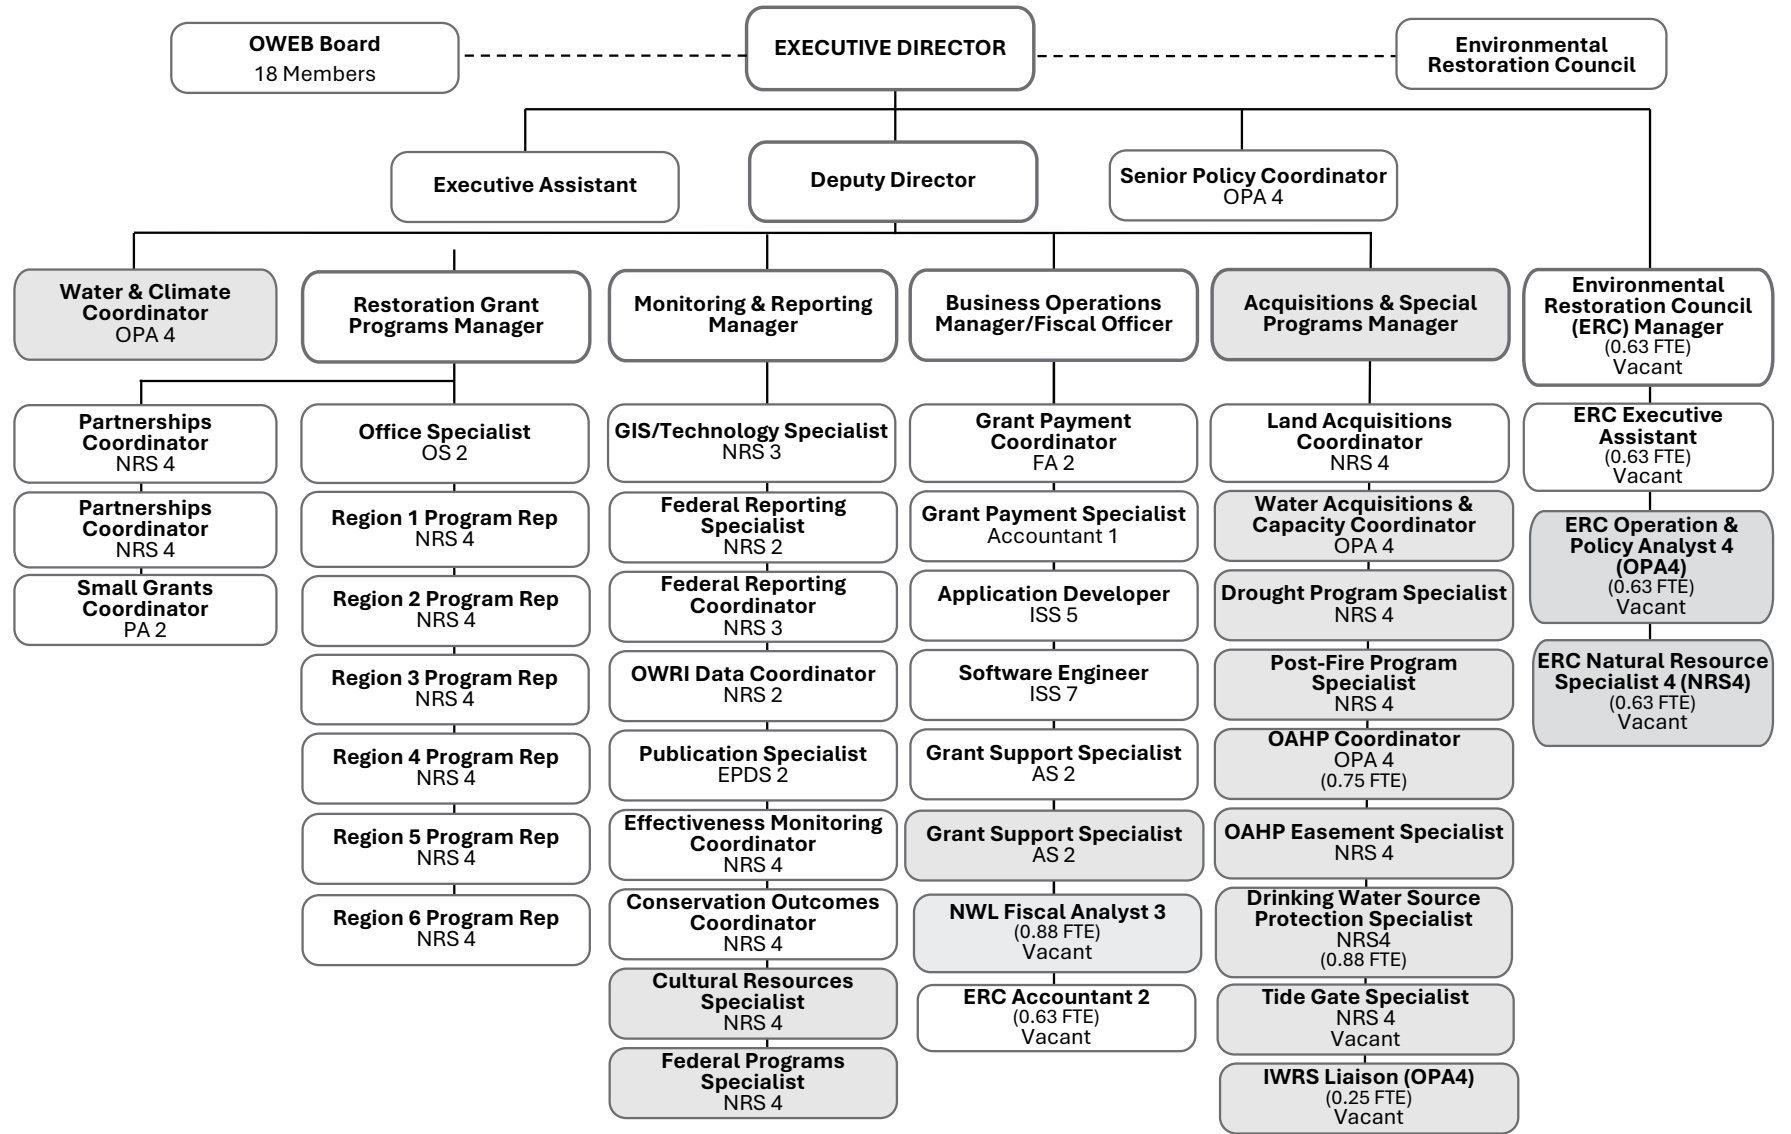 OWEB Board
18 Members
EXECUTIVE DIRECTOR
Environmental
Restoration Council
Executive Assistant
Deputy Director
Senior Policy Coordinator
OPA 4
Water & Climate
Coordinator
OPA 4
Restoration Grant
Programs Manager
Monitoring & Reporting
Manager
Business Operations
Manager/Fiscal Officer
Acquisitions & Special
Programs Manager
Environmental
Restoration Council
(ERC) Manager
(0.63 FTE)
Vacant
Partnerships
Coordinator
NRS 4
Partnerships
Coordinator
NRS 4
Small Grants
Coordinator
PA 2
Office Specialist
OS 2
Region 1 Program Rep
NRS 4
Region 2 Program Rep
NRS 4
Region 3 Program Rep
NRS 4
Region 4 Program Rep
NRS 4
Region 5 Program Rep
NRS 4
Region 6 Program Rep
NRS 4
GIS/Technology Specialist
NRS 3
Federal Reporting
Specialist
NRS 2
Federal Reporting
Coordinator
NRS 3
OWRI Data Coordinator
NRS 2
Publication Specialist
EPDS 2
Effectiveness Monitoring
Coordinator
NRS 4
Conservation Outcomes
Coordinator
NRS 4
Cultural Resources
Specialist
NRS 4
Federal Programs
Specialist
NRS 4
Grant Payment
Coordinator
FA 2
Grant Payment Specialist
Accountant 1
Application Developer
ISS 5
Software Engineer
ISS 7
Grant Support Specialist
AS 2
Grant Support Specialist
AS 2
NWL Fiscal Analyst 3
(0.88 FTE)
Vacant
ERC Accountant 2
(0.63 FTE)
Vacant
Land Acquisitions
Coordinator
NRS 4
Water Acquisitions &
Capacity Coordinator
OPA 4
Drought Program Specialist
NRS 4
Post-Fire Program
Specialist
NRS 4
OAHP Coordinator
OPA 4
(0.75 FTE)
OAHP Easement Specialist
NRS 4
Drinking Water Source
Protection Specialist
NRS4
(0.88 FTE)
Tide Gate Specialist
NRS 4
Vacant
IWRS Liaison (OPA4)
(0.25 FTE)
Vacant
ERC Executive
Assistant
(0.63 FTE)
Vacant
ERC Operation &
Policy Analyst 4
(OPA4)
(0.63 FTE)
Vacant
ERC Natural Resource
Specialist 4 (NRS4)
(0.63 FTE)
Vacant